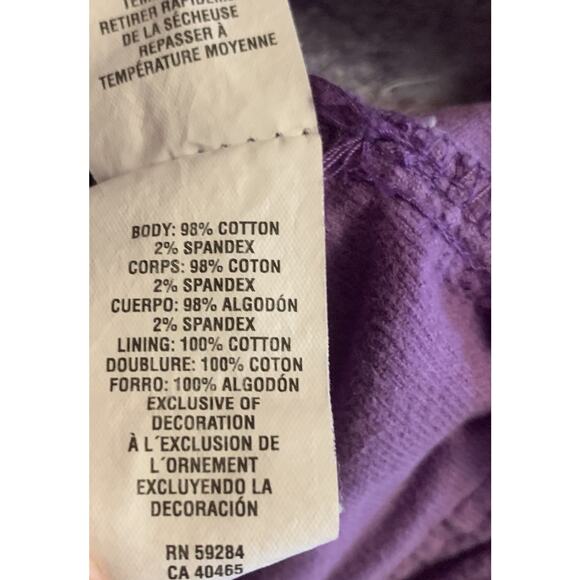 RETIRER RAPIDEMENT
DE LA SÉCHEUSE
REPASSER À
TEMPÉRATURE MOYENNE
BODY: 98% COTTON
2% SPANDEX
CORPS: 98% COTON
2% SPANDEX
CUERPO: 98% ALGODÓN
2% SPANDEX
LINING: 100% COTTON
DOUBLURE: 100% COTON
FORRO: 100% ALGODÓN
EXCLUSIVE OF
DECORATION
À L´EXCLUSION DE
L´ORNEMENT
EXCLUYENDO LA
DECORACIÓN
RN 59284
CA 40465